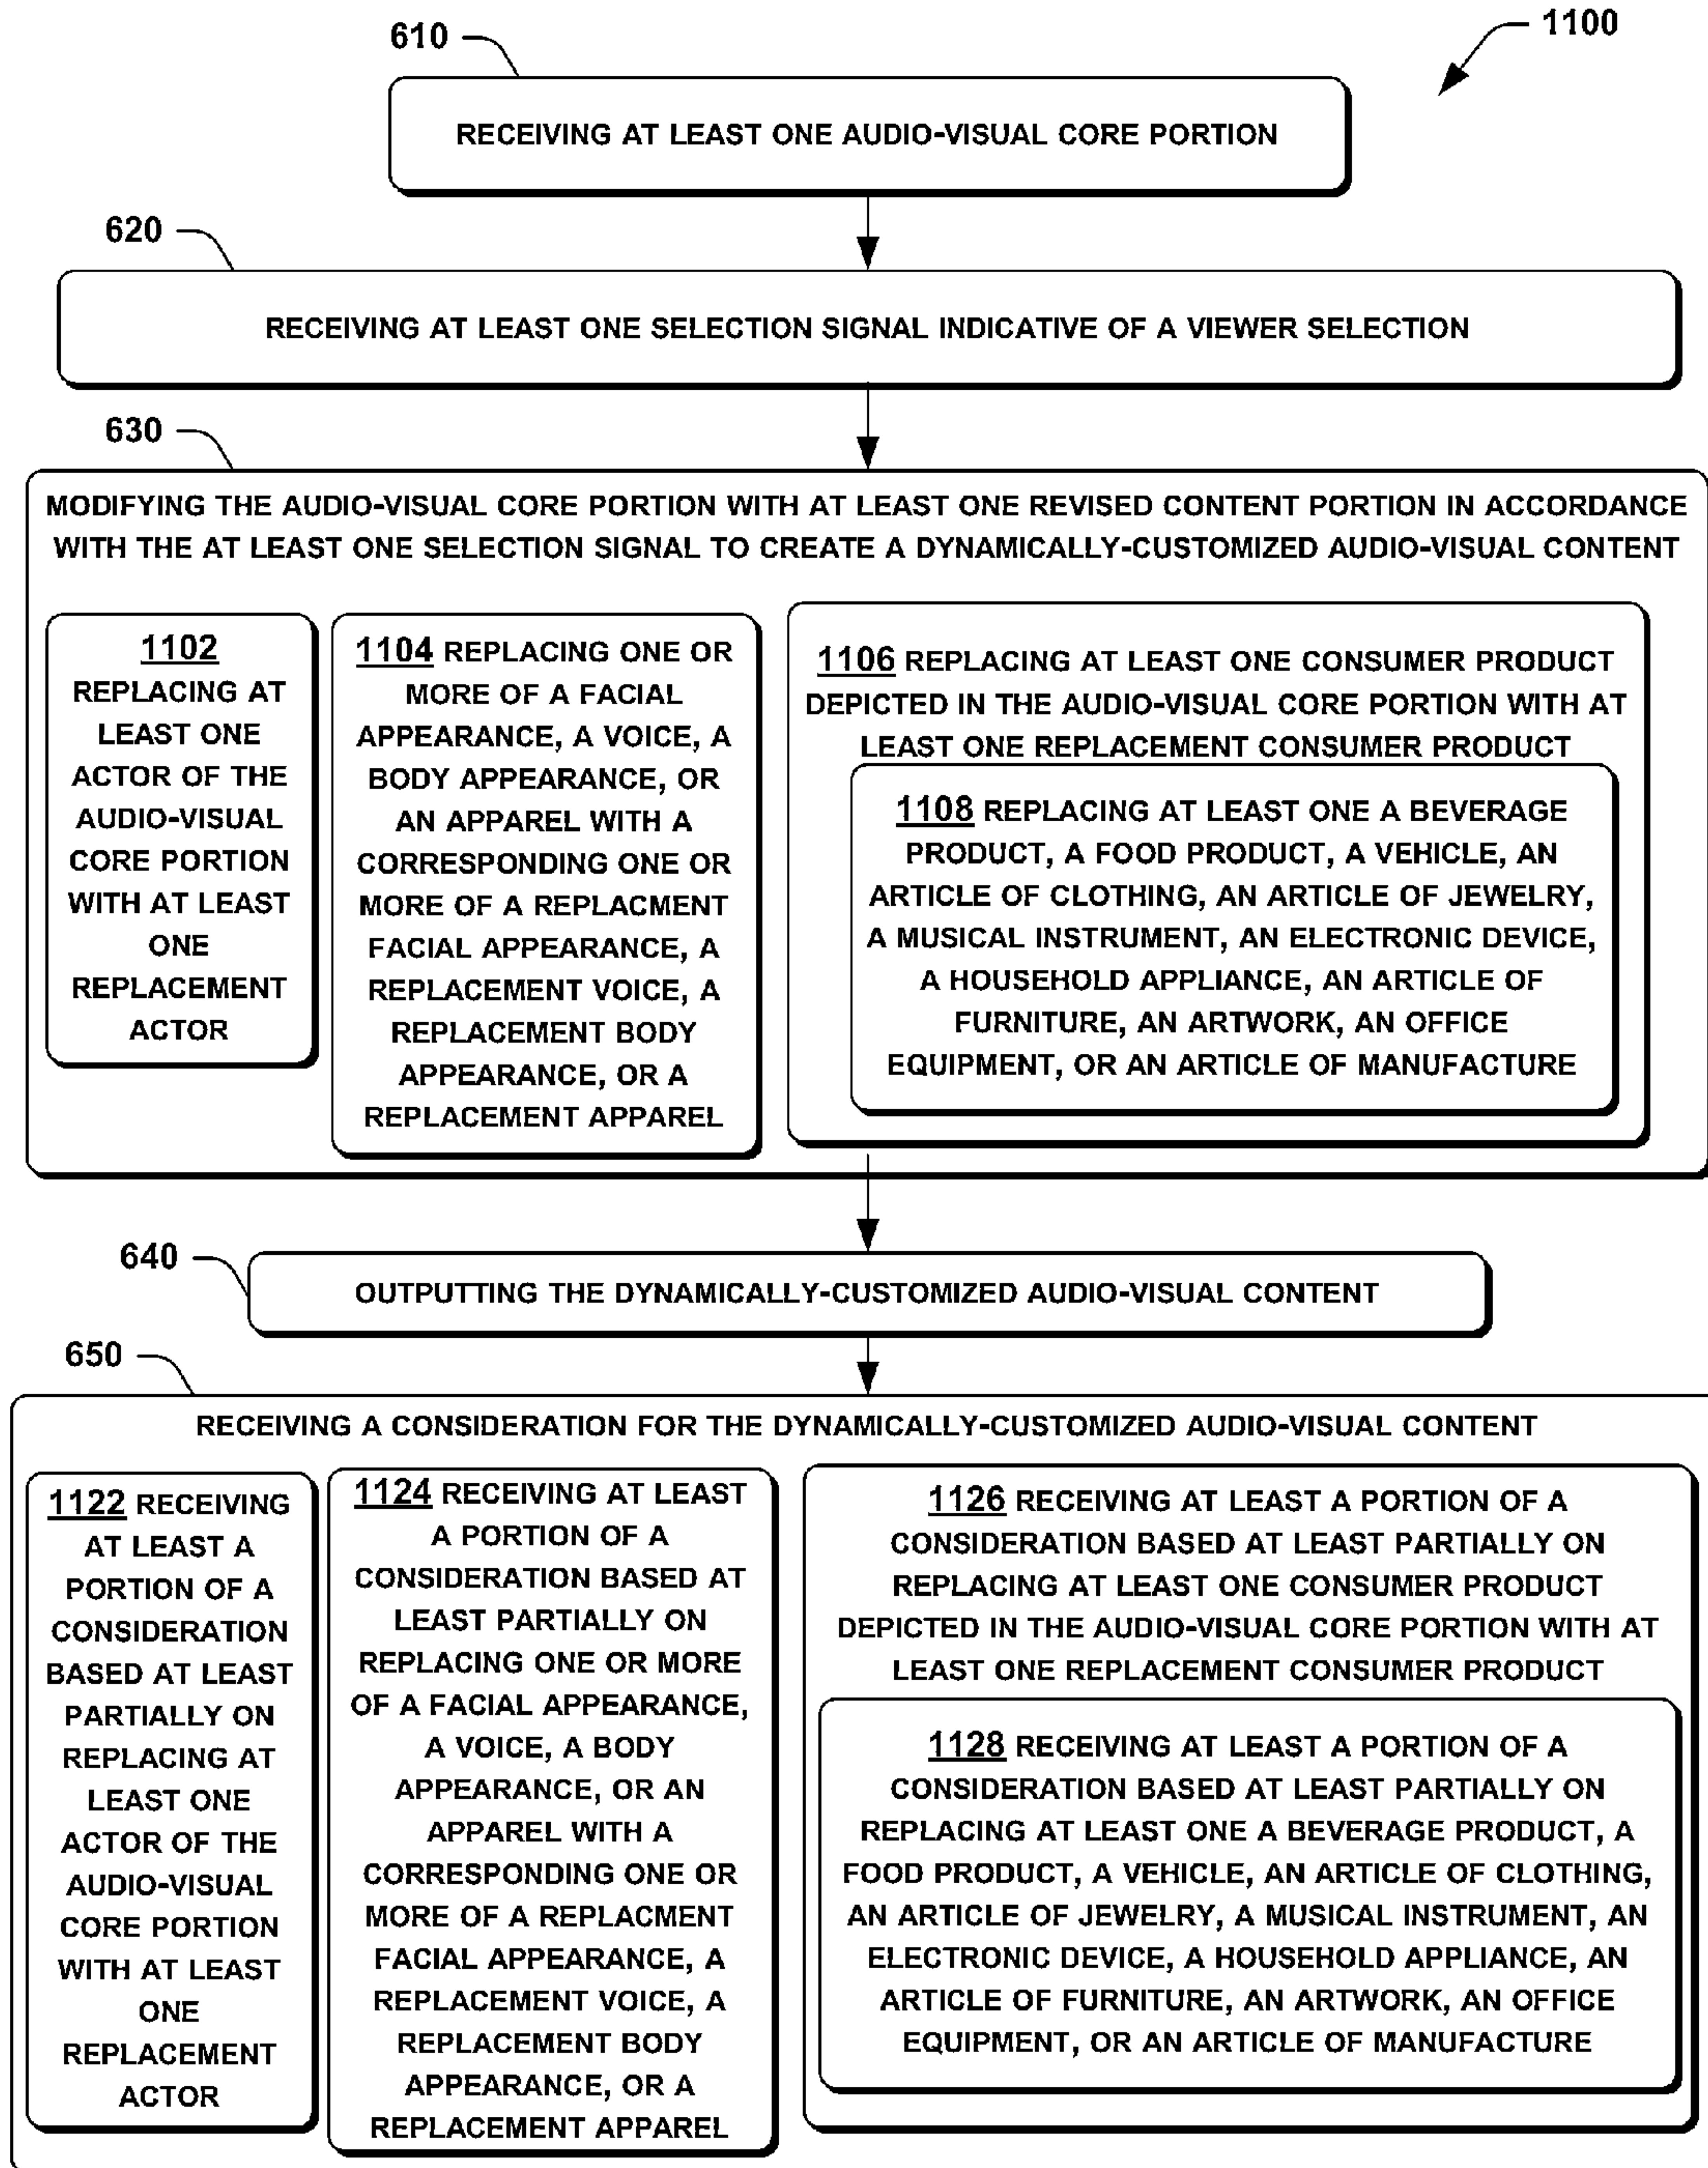 1100
610
RECEIVING AT LEAST ONE AUDIO-VISUAL CORE PORTION
620
RECEIVING AT LEAST ONE SELECTION SIGNAL INDICATIVE OF A VIEWER SELECTION
630
MODIFYING THE AUDIO-VISUAL CORE PORTION WITH AT LEAST ONE REVISED CONTENT PORTION IN ACCORDANCE
WITH THE AT LEAST ONE SELECTION SIGNAL TO CREATE A DYNAMICALLY-CUSTOMIZED AUDIO-VISUAL CONTENT
1102
REPLACING AT
LEAST ONE
ACTOR OF THE
AUDIO-VISUAL
CORE PORTION
WITH AT LEAST
ONE
REPLACEMENT
ACTOR
1104 REPLACING ONE OR
MORE OF A FACIAL
APPEARANCE, A VOICE, A
BODY APPEARANCE, OR
AN APPAREL WITH A
CORRESPONDING ONE OR
MORE OF A REPLACMENT
FACIAL APPEARANCE, A
REPLACEMENT VOICE, A
REPLACEMENT BODY
APPEARANCE, OR A
REPLACEMENT APPAREL
1106 REPLACING AT LEAST ONE CONSUMER PRODUCT
DEPICTED IN THE AUDIO-VISUAL CORE PORTION WITH AT
LEAST ONE REPLACEMENT CONSUMER PRODUCT
1108 REPLACING AT LEAST ONE A BEVERAGE
PRODUCT, A FOOD PRODUCT, A VEHICLE, AN
ARTICLE OF CLOTHING, AN ARTICLE OF JEWELRY,
A MUSICAL INSTRUMENT, AN ELECTRONIC DEVICE,
A HOUSEHOLD APPLIANCE, AN ARTICLE OF
FURNITURE, AN ARTWORK, AN OFFICE
EQUIPMENT, OR AN ARTICLE OF MANUFACTURE
640
OUTPUTTING THE DYNAMICALLY-CUSTOMIZED AUDIO-VISUAL CONTENT
650
RECEIVING A CONSIDERATION FOR THE DYNAMICALLY-CUSTOMIZED AUDIO-VISUAL CONTENT
1122 RECEIVING
AT LEAST A
PORTION OF A
CONSIDERATION
BASED AT LEAST
PARTIALLY ON
REPLACING AT
LEAST ONE
ACTOR OF THE
AUDIO-VISUAL
CORE PORTION
WITH AT LEAST
ONE
REPLACEMENT
ACTOR
1124 RECEIVING AT LEAST
A PORTION OF A
CONSIDERATION BASED AT
LEAST PARTIALLY ON
REPLACING ONE OR MORE
OF A FACIAL APPEARANCE,
A VOICE, A BODY
APPEARANCE, OR AN
APPAREL WITH A
CORRESPONDING ONE OR
MORE OF A REPLACMENT
FACIAL APPEARANCE, A
REPLACEMENT VOICE, A
REPLACEMENT BODY
APPEARANCE, OR A
REPLACEMENT APPAREL
1126 RECEIVING AT LEAST A PORTION OF A
CONSIDERATION BASED AT LEAST PARTIALLY ON
REPLACING AT LEAST ONE CONSUMER PRODUCT
DEPICTED IN THE AUDIO-VISUAL CORE PORTION WITH AT
LEAST ONE REPLACEMENT CONSUMER PRODUCT
1128 RECEIVING AT LEAST A PORTION OF A
CONSIDERATION BASED AT LEAST PARTIALLY ON
REPLACING AT LEAST ONE A BEVERAGE PRODUCT, A
FOOD PRODUCT, A VEHICLE, AN ARTICLE OF CLOTHING,
AN ARTICLE OF JEWELRY, A MUSICAL INSTRUMENT, AN
ELECTRONIC DEVICE, A HOUSEHOLD APPLIANCE, AN
ARTICLE OF FURNITURE, AN ARTWORK, AN OFFICE
EQUIPMENT, OR AN ARTICLE OF MANUFACTURE